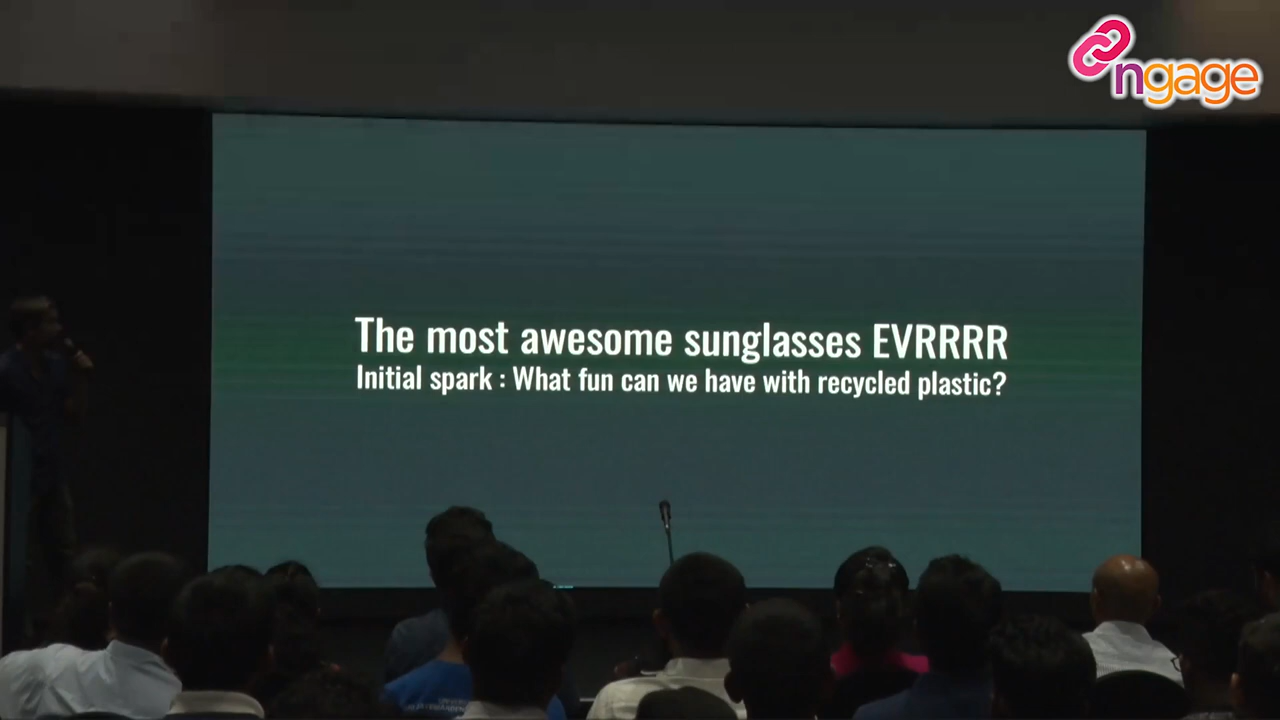 ngage
The most awesome sunglasses EVRRRR
Initial spark : What fun can we have with recycled plastic?